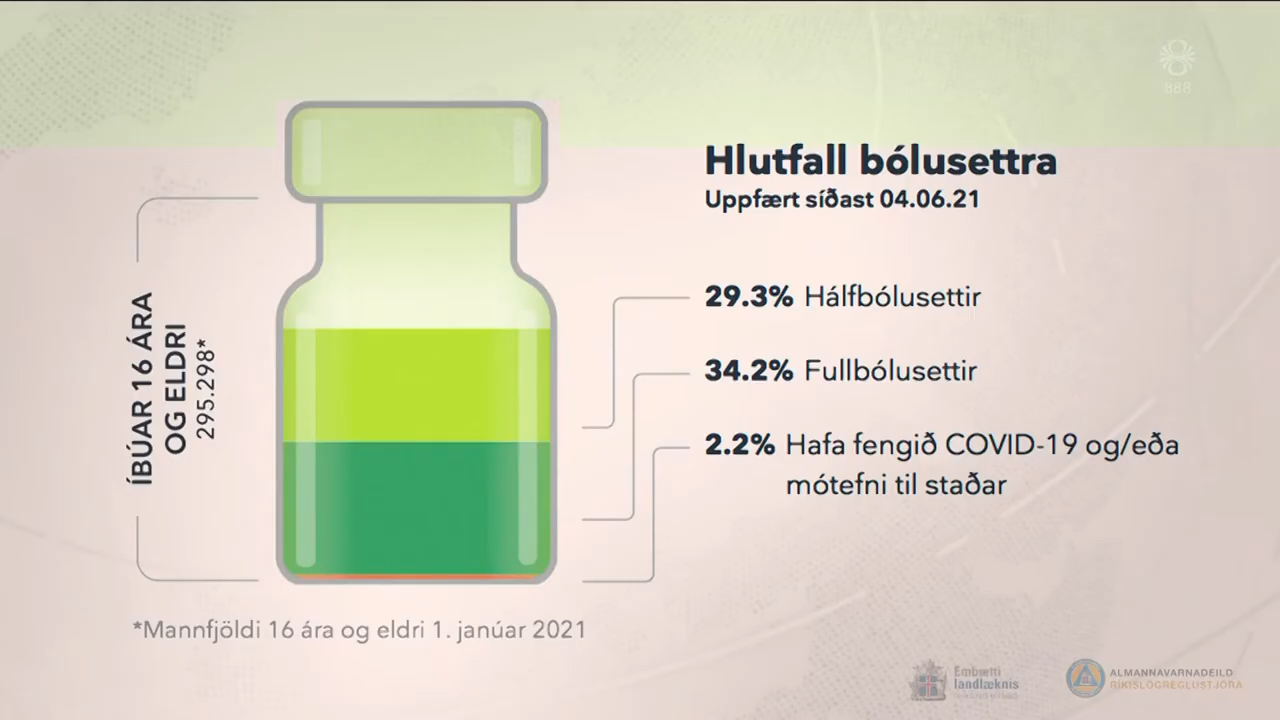 888
Hlutfall bólusettra
Uppfært síðast 04.06.21
29.3% Hálfbólusettir
34.2% Fullbólusettir
2.2% Hafa fengið COVID-19 og/eða
mótefni til staðar
ÍBÚAR 16 ÁRA
OG ELDRI
295.298*
*Mannfjöldi 16 ára og eldri 1. janúar 2021
Embætti
landlæknis
ALMANNAVARNADEILD
RÍKISLÖGREGLUSTJÓRA